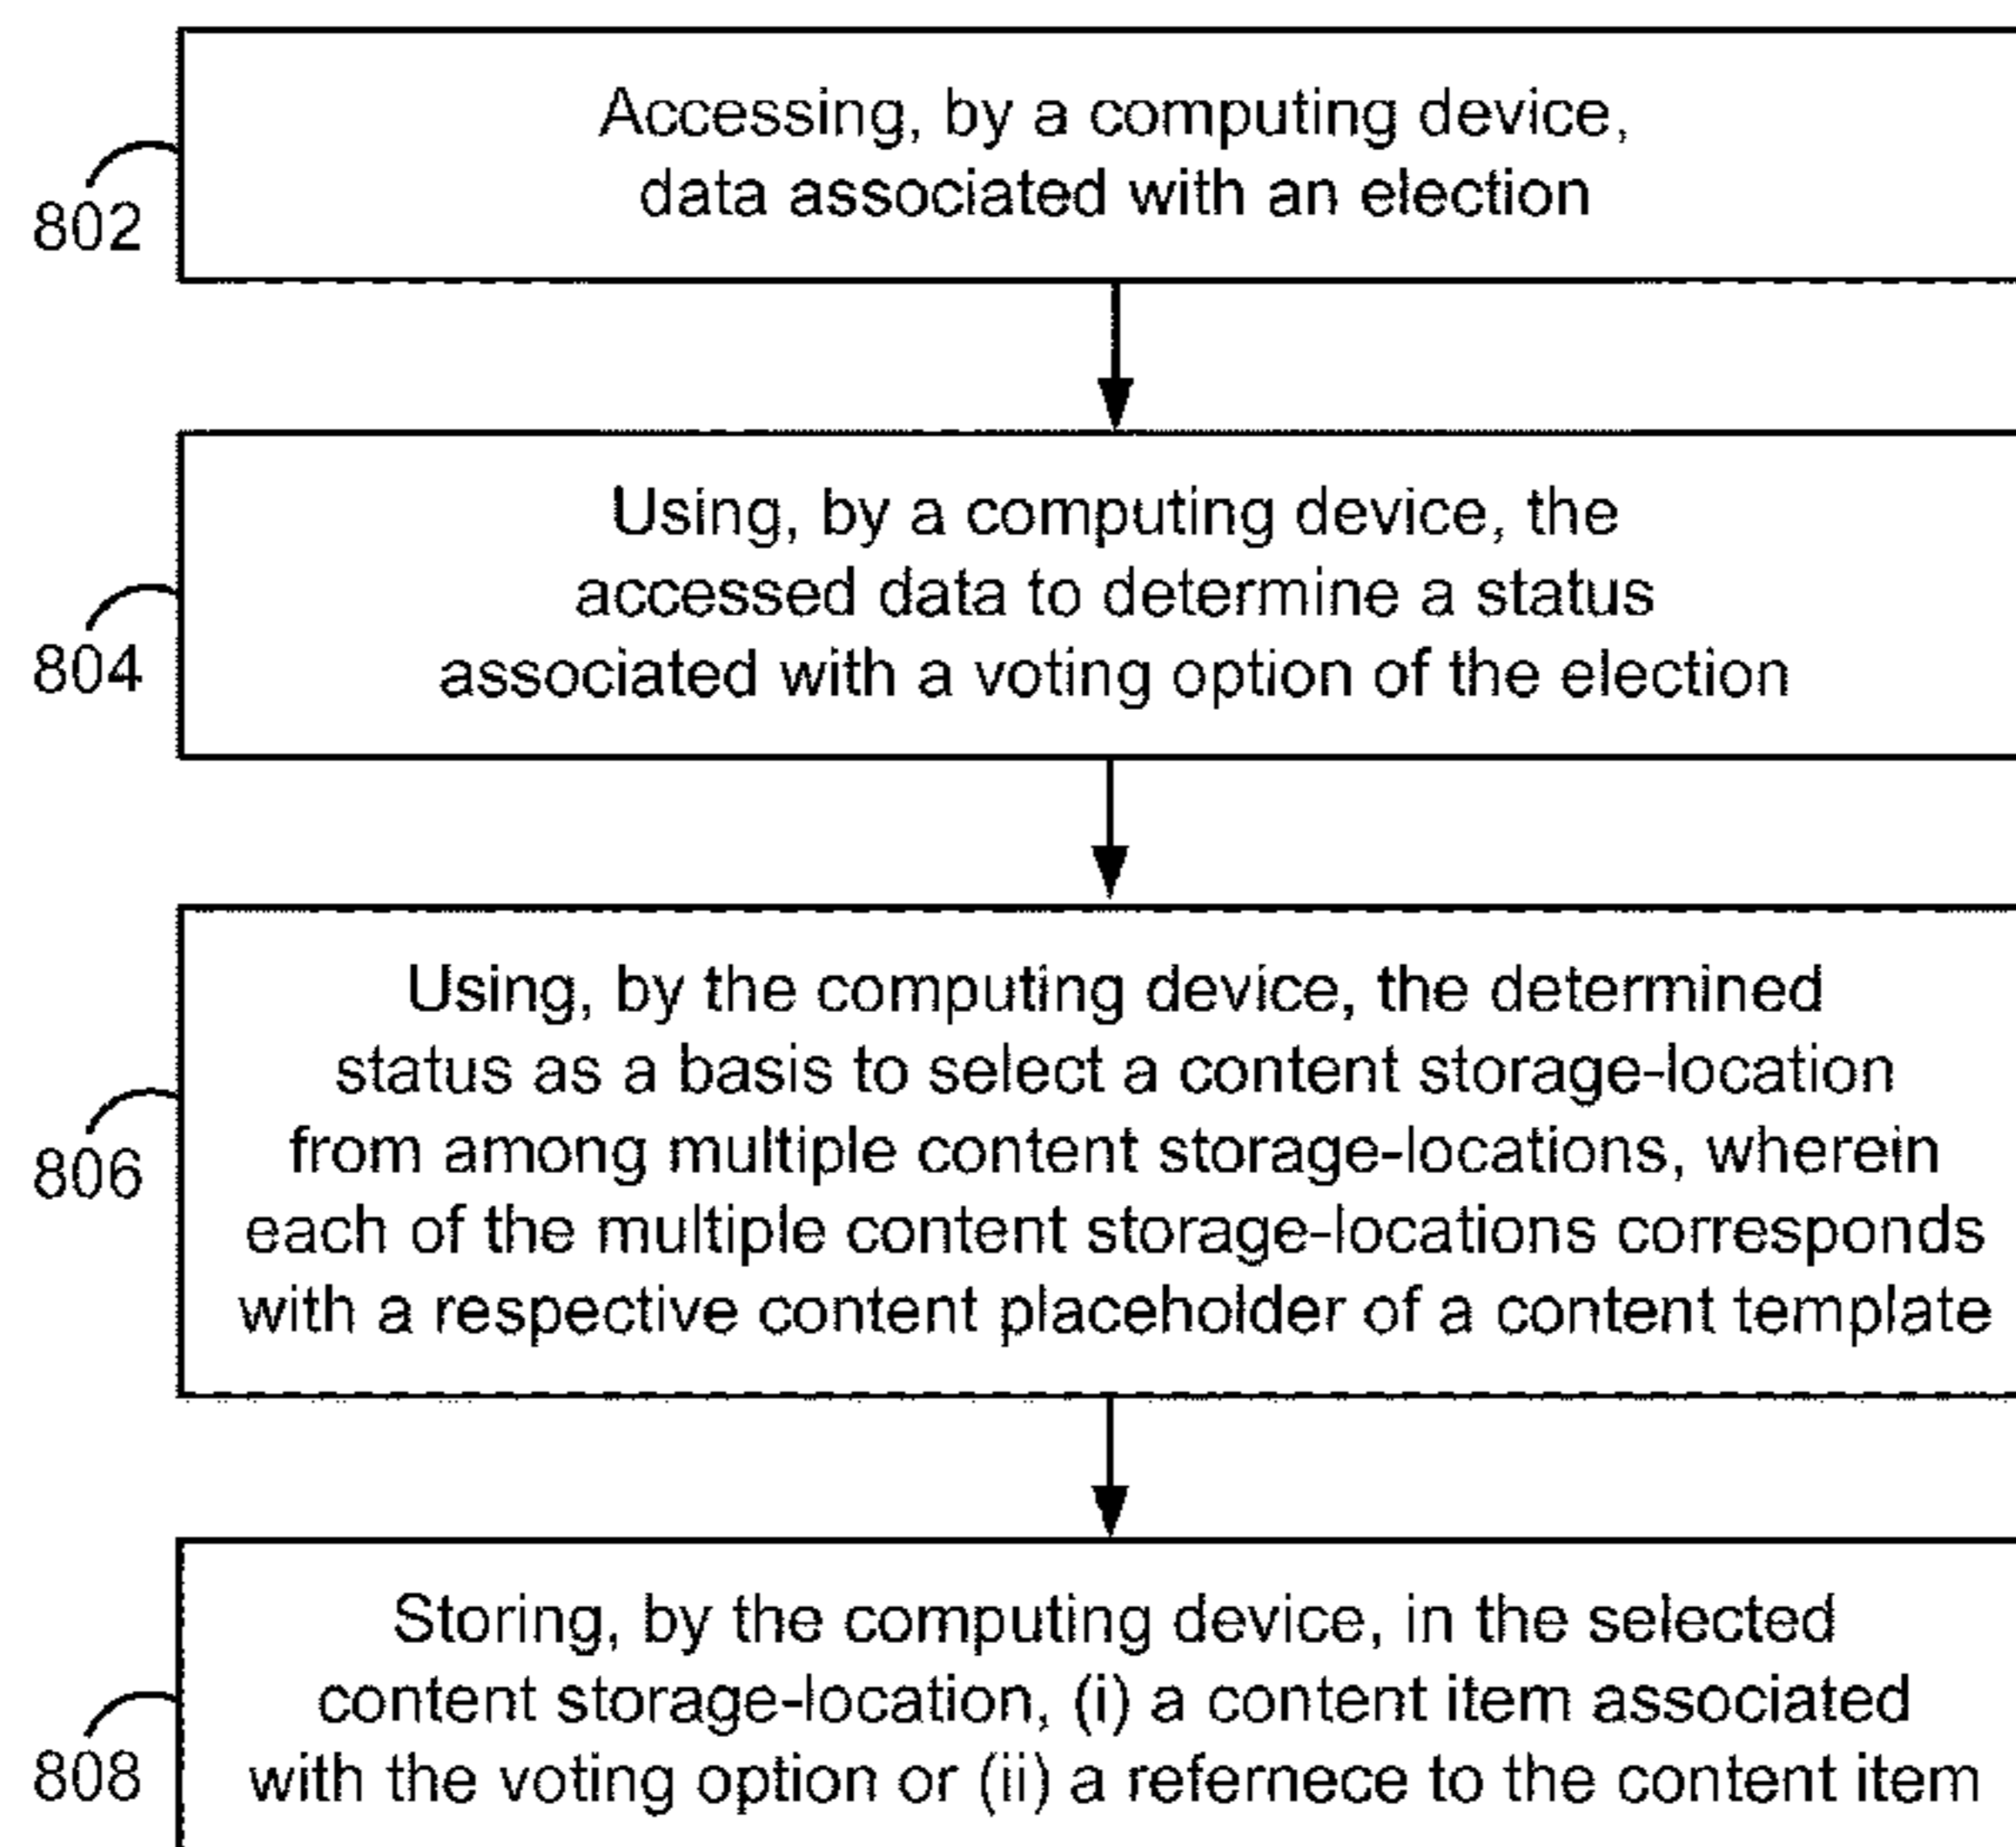 Accessing, by a computing device,
data associated with an election
802
Using, by a computing device, the
accessed data to determine a status
associated with a voting option of the election
804
Using, by the computing device, the determined
status as a basis to select a content storage-location
from among multiple content storage-locations, wherein
each of the multiple content storage-locations corresponds
with a respective content placeholder of a content template
806
Storing, by the computing device, in the selected
content storage-location, (i) a content item associated
with the voting option or (ii) a refernece to the content item
808